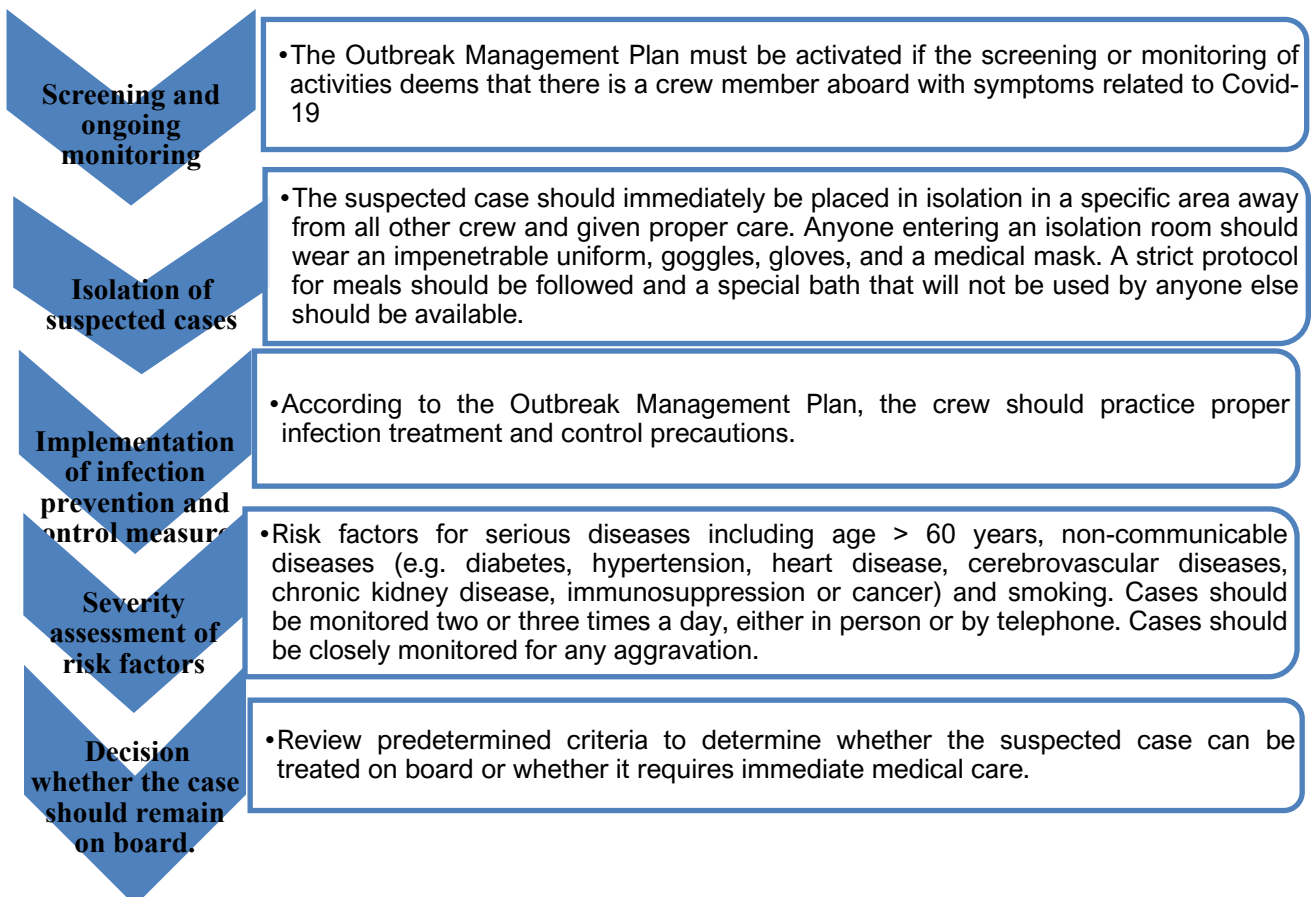 Screening and
ongoing
monitoring
•The Outbreak Management Plan must be activated if the screening or monitoring of
activities deems that there is a crew member aboard with symptoms related to Covid-
19
Isolation of
suspected cases
•The suspected case should immediately be placed in isolation in a specific area away
from all other crew and given proper care. Anyone entering an isolation room should
wear an impenetrable uniform, goggles, gloves, and a medical mask. A strict protocol
for meals should be followed and a special bath that will not be used by anyone else
should be available.
Implementation
of infection
prevention and
ontrol measure
•According to the Outbreak Management Plan, the crew should practice proper
infection treatment and control precautions.
Severity
assessment of
risk factors
•Risk factors for serious diseases including age > 60 years, non-communicable
diseases (e.g. diabetes, hypertension, heart disease, cerebrovascular diseases,
chronic kidney disease, immunosuppression or cancer) and smoking. Cases should
be monitored two or three times a day, either in person or by telephone. Cases should
be closely monitored for any aggravation.
Decision
whether the case
should remain
on board.
•Review predetermined criteria to determine whether the suspected case can be
treated on board or whether it requires immediate medical care.